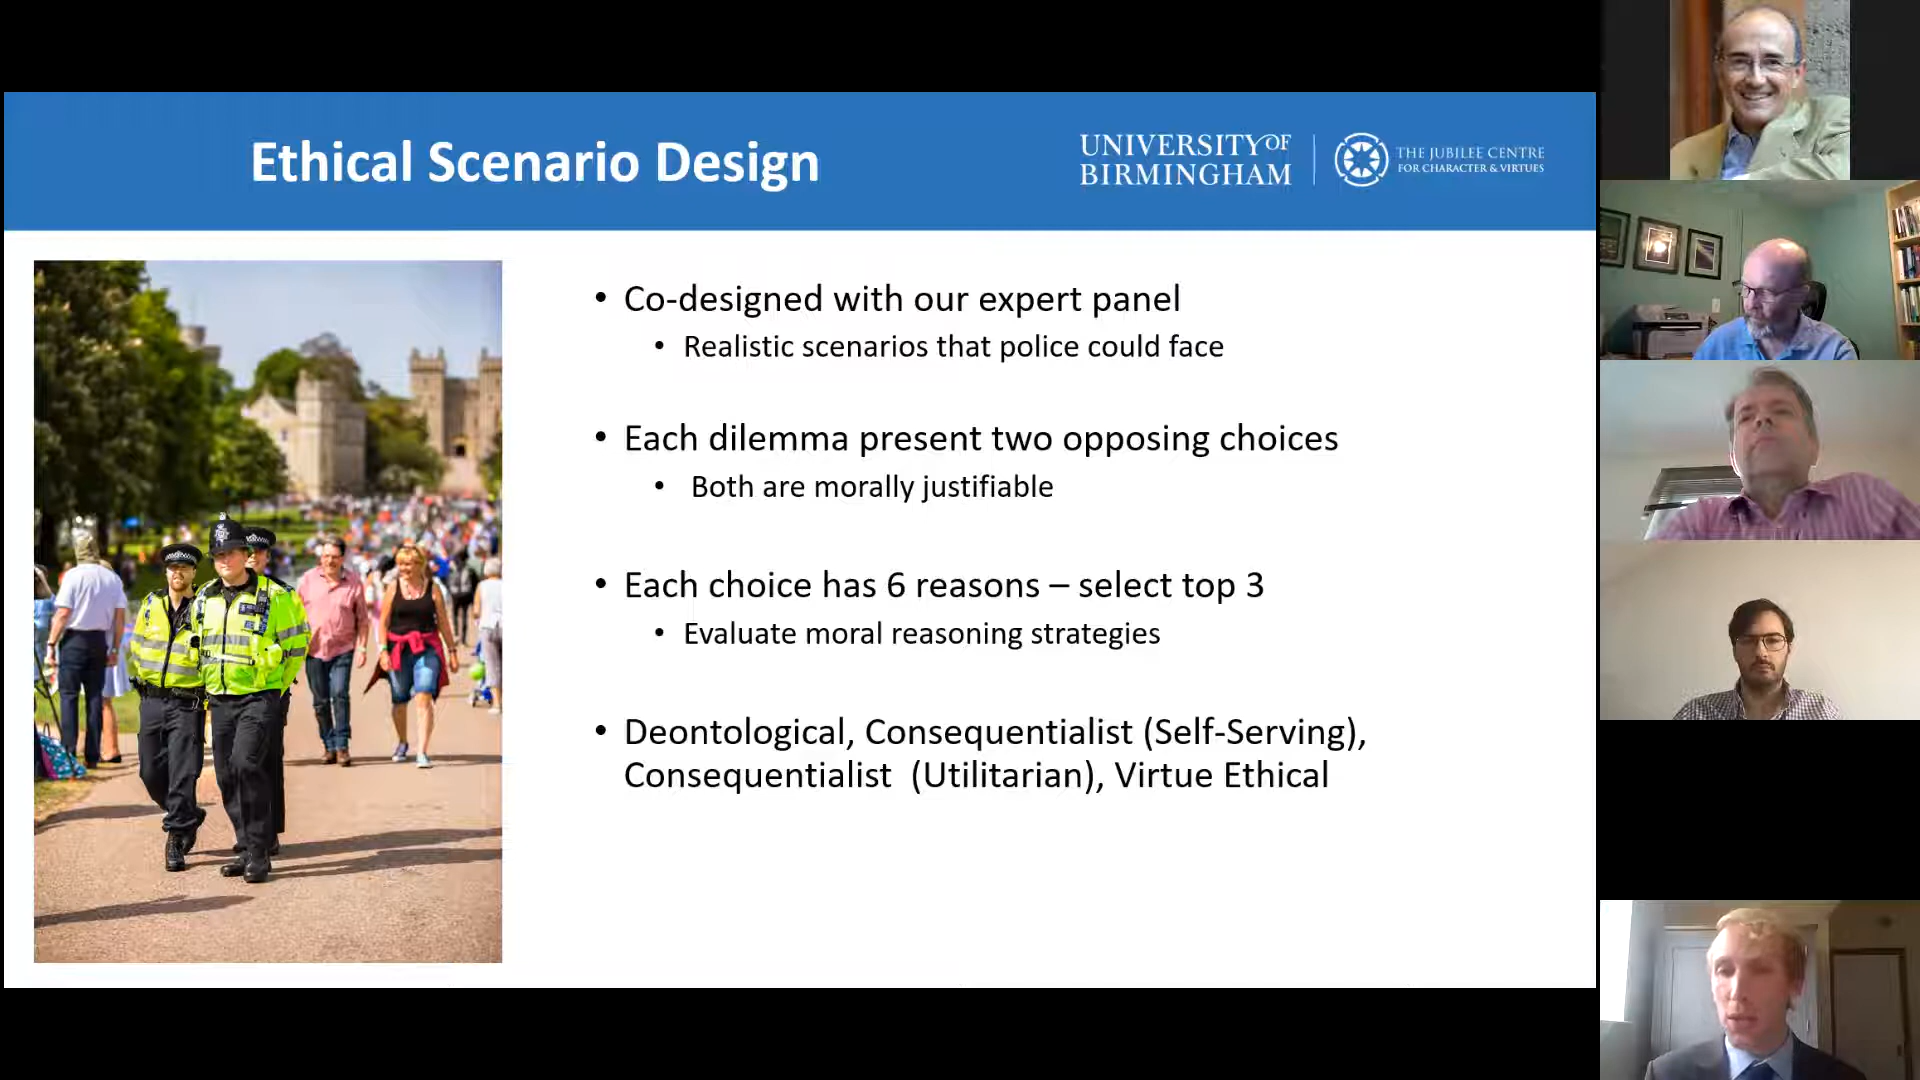 Ethical Scenario Design
UNIVERSITY OF
BIRMINGHAM
THE JUBILEE CENTRE
FOR CHARACTER & VIRTUES
• Co-designed with our expert panel
• Realistic scenarios that police could face
• Each dilemma present two opposing choices
• Both are morally justifiable
• Each choice has 6 reasons – select top 3
• Evaluate moral reasoning strategies
• Deontological, Consequentialist (Self-Serving),
Consequentialist (Utilitarian), Virtue Ethical